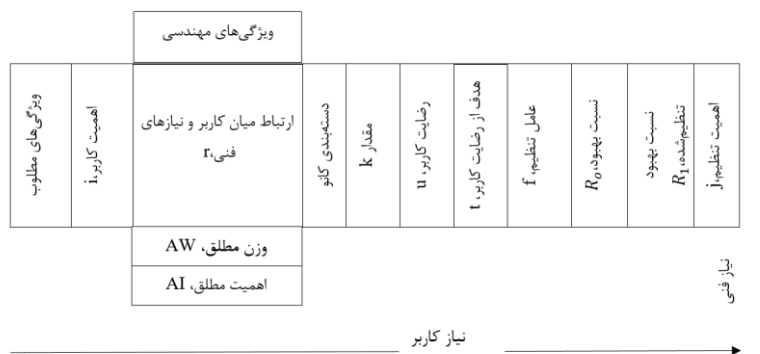 ویژگی‌های مهندسی
ویژگی‌های مطلوب
اهمیت کاربر،i
ارتباط میان کاربر و نیازهای
فنی،r
دسته‌بندی کانو
مقدار k
رضایت کاربر، u
هدف از رضایت کاربر، t
عامل تنظیم، f
نسبت بهبود،R₀
نسبت بهبود
تنظیم‌شده،R₁
اهمیت تنظیم،j
وزن مطلق، AW
اهمیت مطلق، AI
نیاز فنی
نیاز کاربر